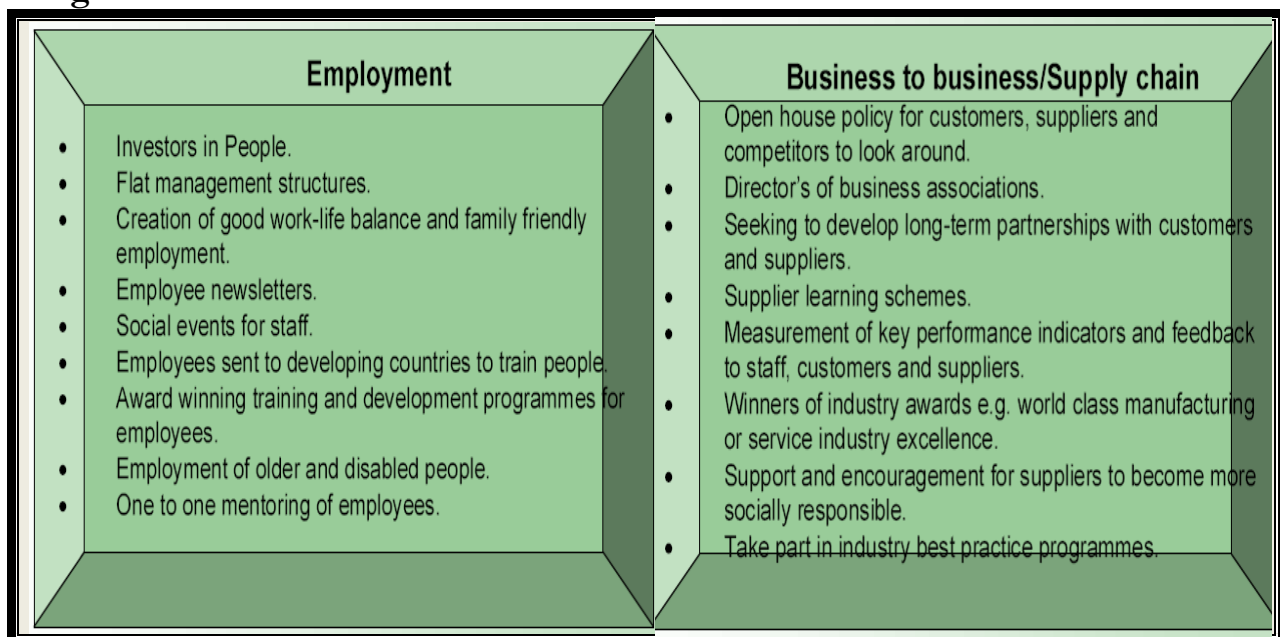 Employment
• Investors in People.
• Flat management structures.
• Creation of good work-life balance and family friendly
employment.
• Employee newsletters.
• Social events for staff.
• Employees sent to developing countries to train people.
• Award winning training and development programmes for
employees.
• Employment of older and disabled people.
• One to one mentoring of employees.
Business to business/Supply chain
• Open house policy for customers, suppliers and
competitors to look around.
• Director's of business associations.
• Seeking to develop long-term partnerships with customers
and suppliers.
• Supplier learning schemes.
• Measurement of key performance indicators and feedback
to staff, customers and suppliers.
• Winners of industry awards e.g. world class manufacturing
or service industry excellence.
• Support and encouragement for suppliers to become more
socially responsible.
• Take part in industry best practice programmes.